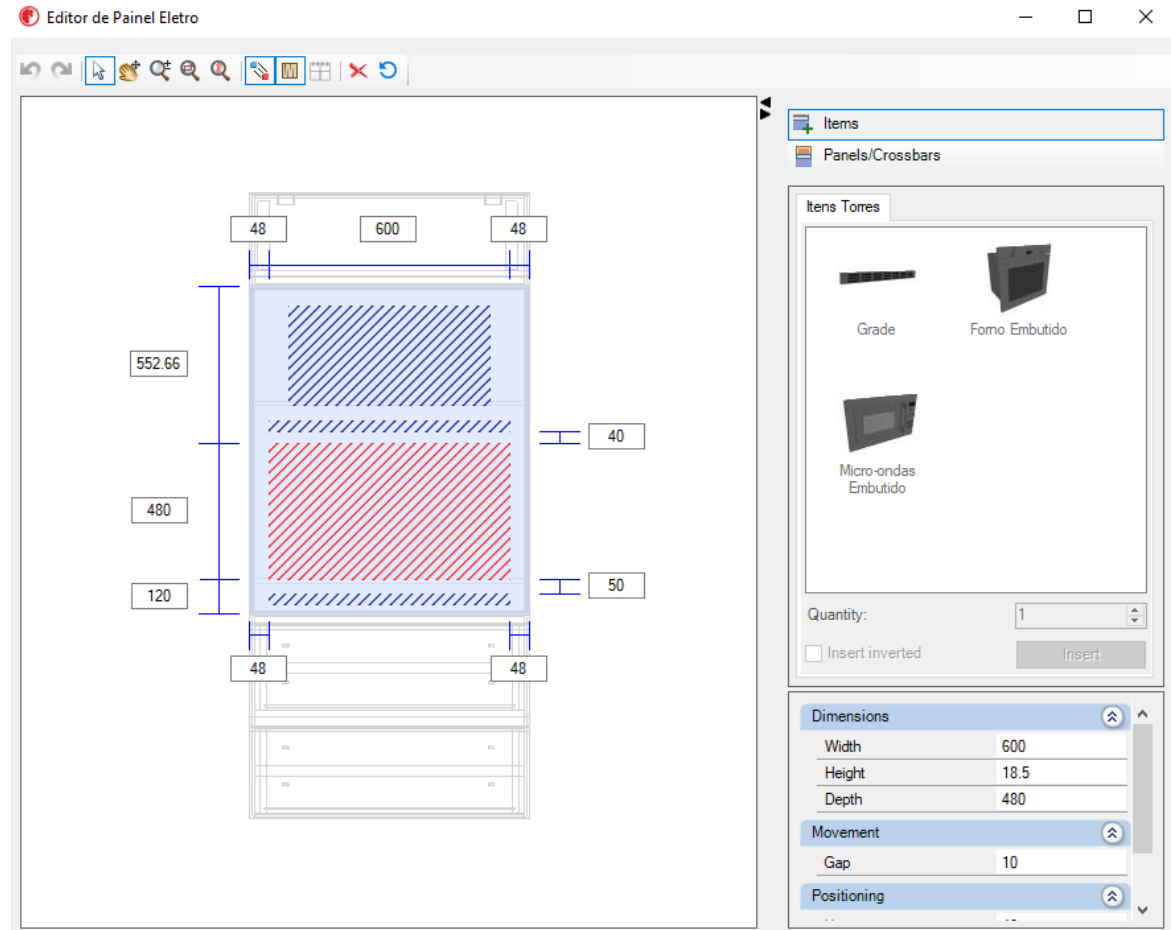 Editor de Painel Eletro
Items
Panels/Crossbars
Itens Torres
Grade
Forno Embutido
Micro-ondas
Embutido
Quantity:
1
Insert inverted
Insert
48
600
48
552.66
40
480
50
120
48
48
Dimensions
Width
600
Height
18.5
Depth
480
Movement
Gap
10
Positioning